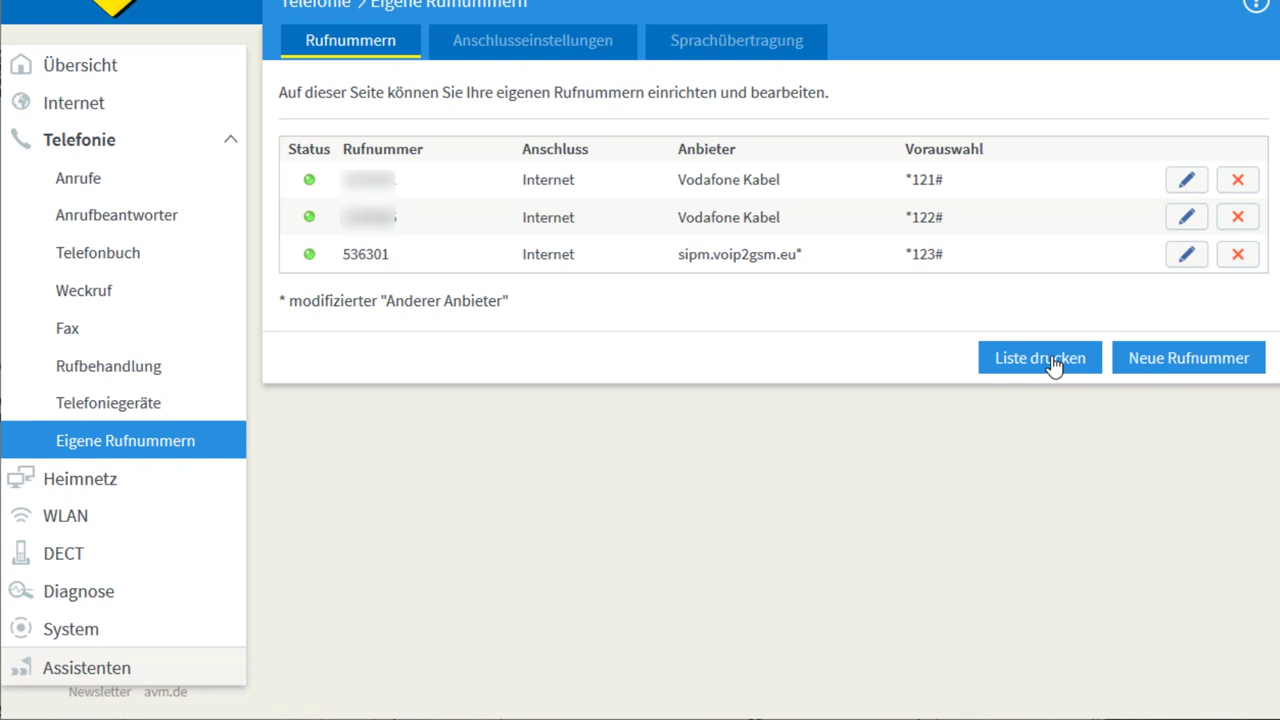 Telefonie > Eigene Rufnummern
Rufnummern Anschlusseinstellungen Sprachübertragung
Übersicht
Internet
Telefonie
Anrufe
Anrufbeantworter
Telefonbuch
Weckruf
Fax
Rufbehandlung
Telefoniegeräte
Eigene Rufnummern
Heimnetz
WLAN
DECT
Diagnose
System
Assistenten
Newsletter avm.de
Auf dieser Seite können Sie Ihre eigenen Rufnummern einrichten und bearbeiten.
Status Rufnummer Anschluss Anbieter Vorauswahl
Internet Vodafone Kabel *121#
Internet Vodafone Kabel *122#
536301 Internet sipm.voip2gsm.eu* *123#
* modifizierter "Anderer Anbieter"
Liste drucken Neue Rufnummer